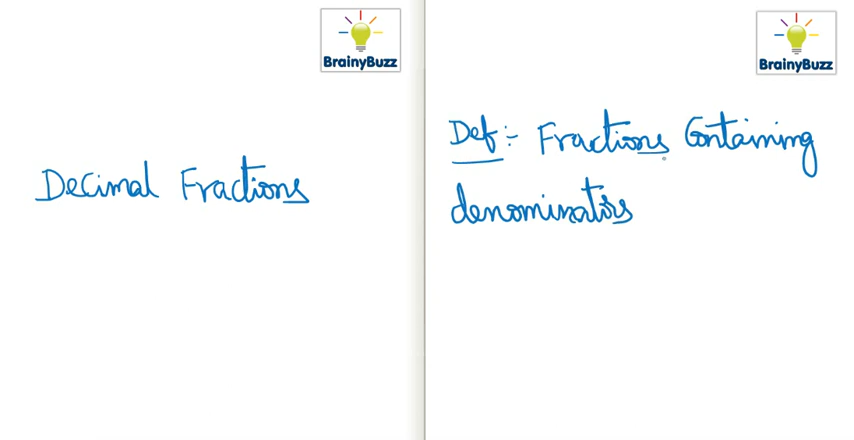 BrainyBuzz
Decimal Fractions
BrainyBuzz
Def:- Fractions Containing
denominators